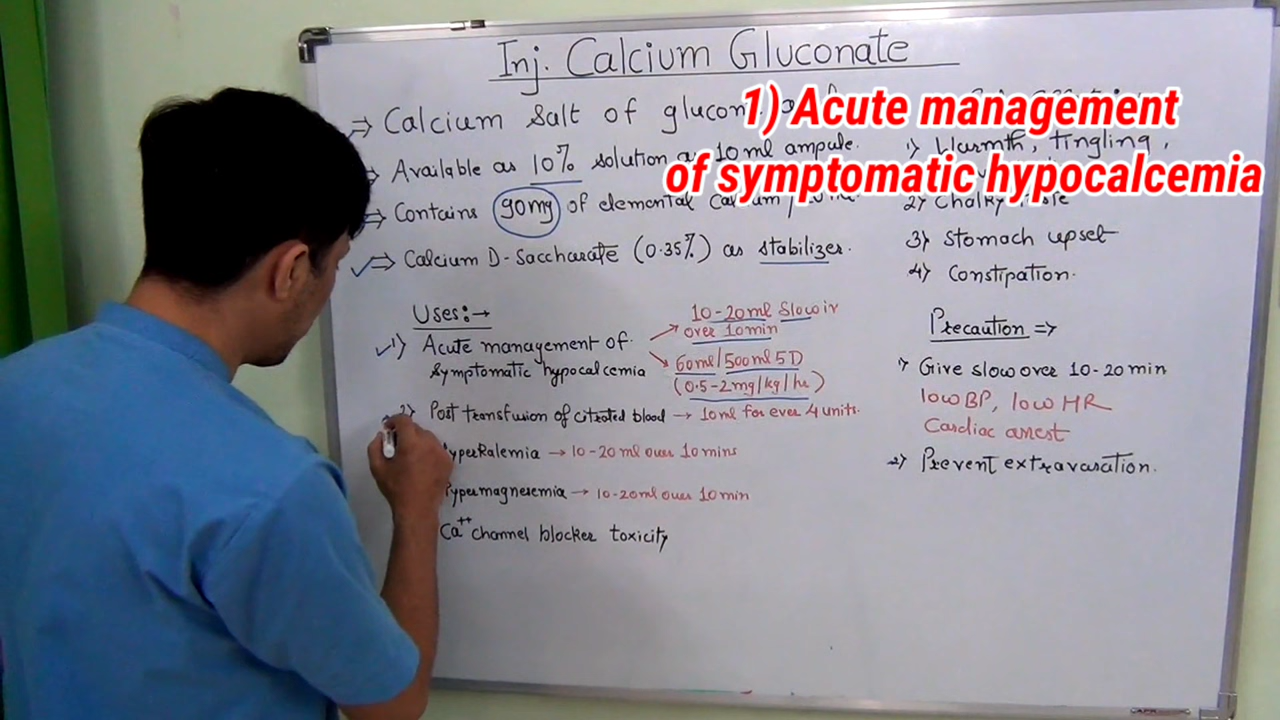 Inj. Calcium Gluconate
⇒ Calcium Salt of glucon
⇒ Available as 10% solution as 10ml ampule.
⇒ Contains 90mg of elemental Calcium
✓⇒ Calcium D-Saccharate (0.35%) as stabilizer.
Uses:→
✓1) Acute management of
symptomatic hypocalcemia
10-20ml Slow iv
over 10min
60ml/500ml 5D
(0.5-2mg/kg/hr)
2) Post transfusion of citrated blood → 10ml for ever 4 units.
yperkalemia → 10-20ml over 10mins
Hypermagnesemia → 10-20ml over 10min
Ca++ channel blocker toxicity
1) Acute management
of symptomatic hypocalcemia
1) Warmth, Tingling,
2) Chalky
3) Stomach upset
4) Constipation.
Precaution ⇒
1) Give slow over 10-20min
low BP, low HR
Cardiac arrest
2) Prevent extravasation.